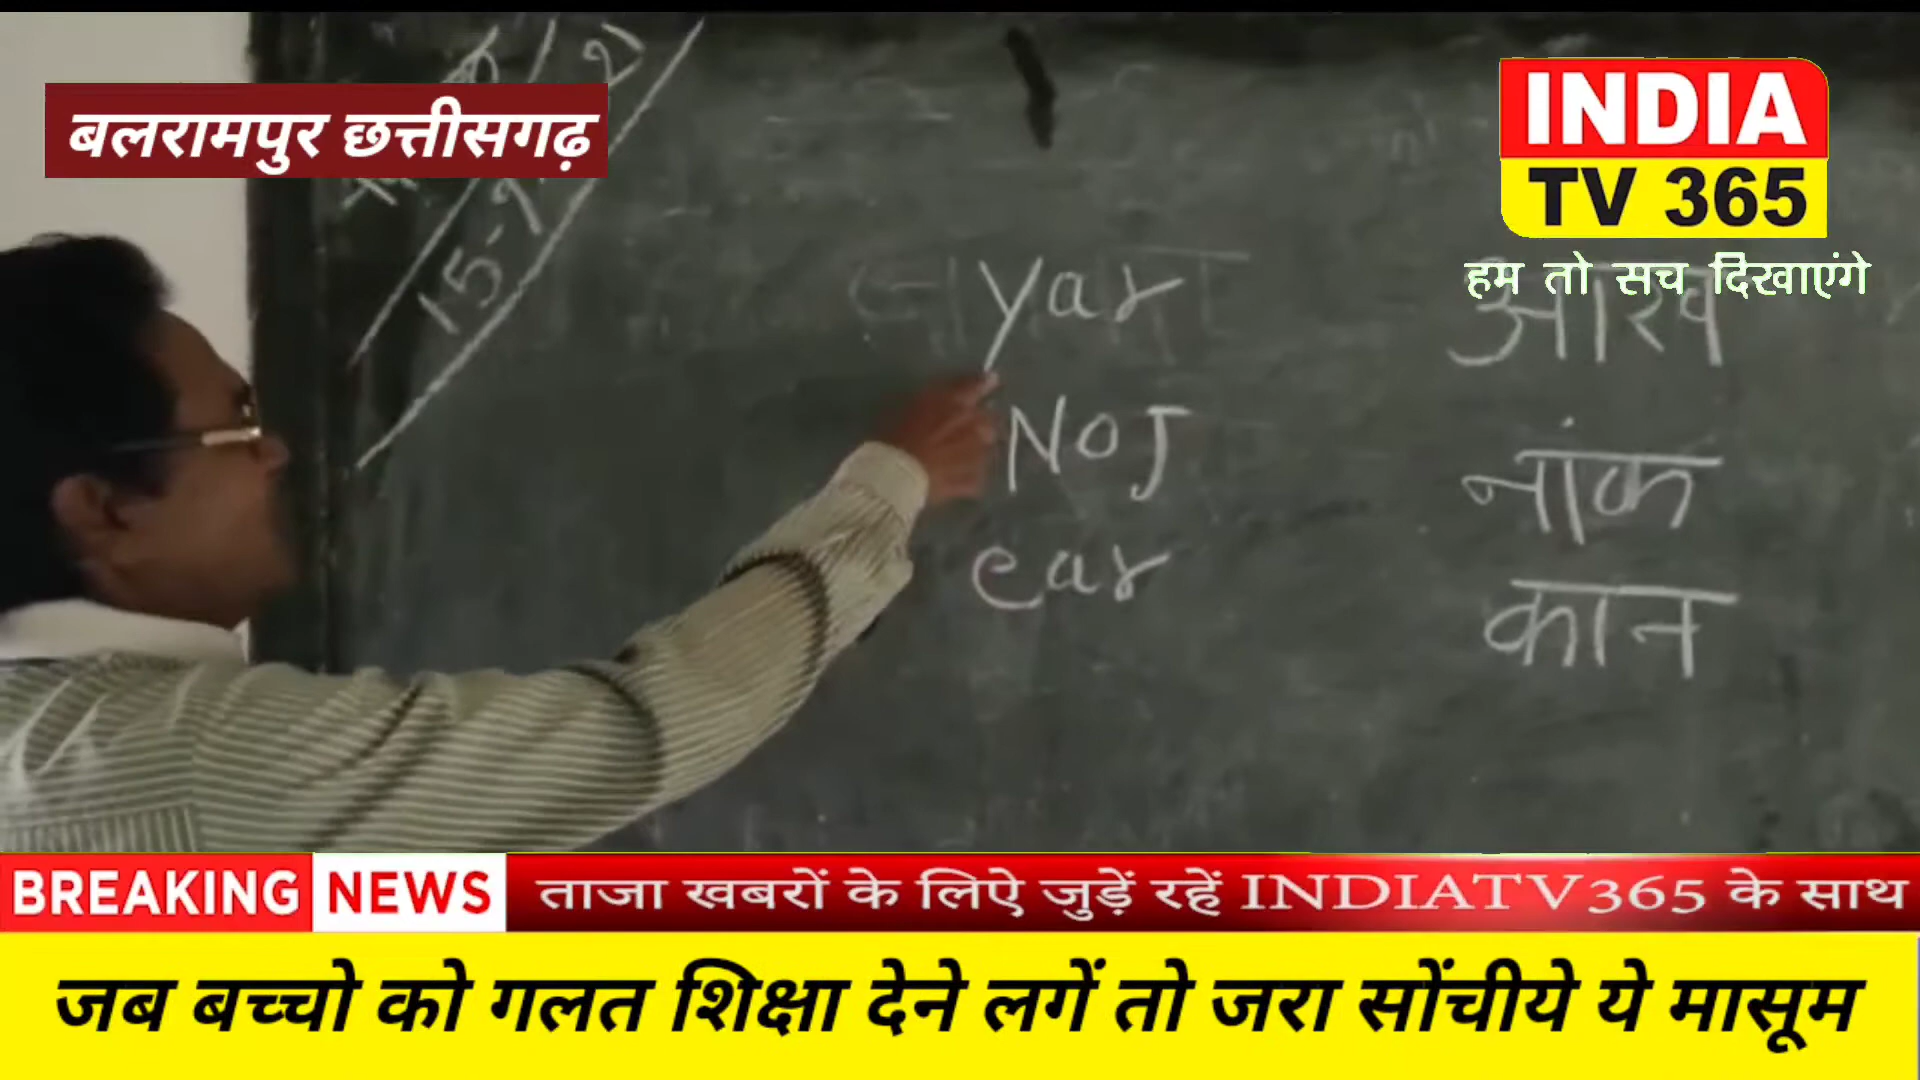 बलरामपुर छत्तीसगढ़
INDIA
TV 365
हम तो सच दिखाएंगे
15-
yar
आँख
Noj
नांक
ear
कान
BREAKING NEWS
ताजा खबरों के लिऐ जुड़ें रहें INDIATV365 के साथ
जब बच्चो को गलत शिक्षा देने लगें तो जरा सोंचीये ये मासूम